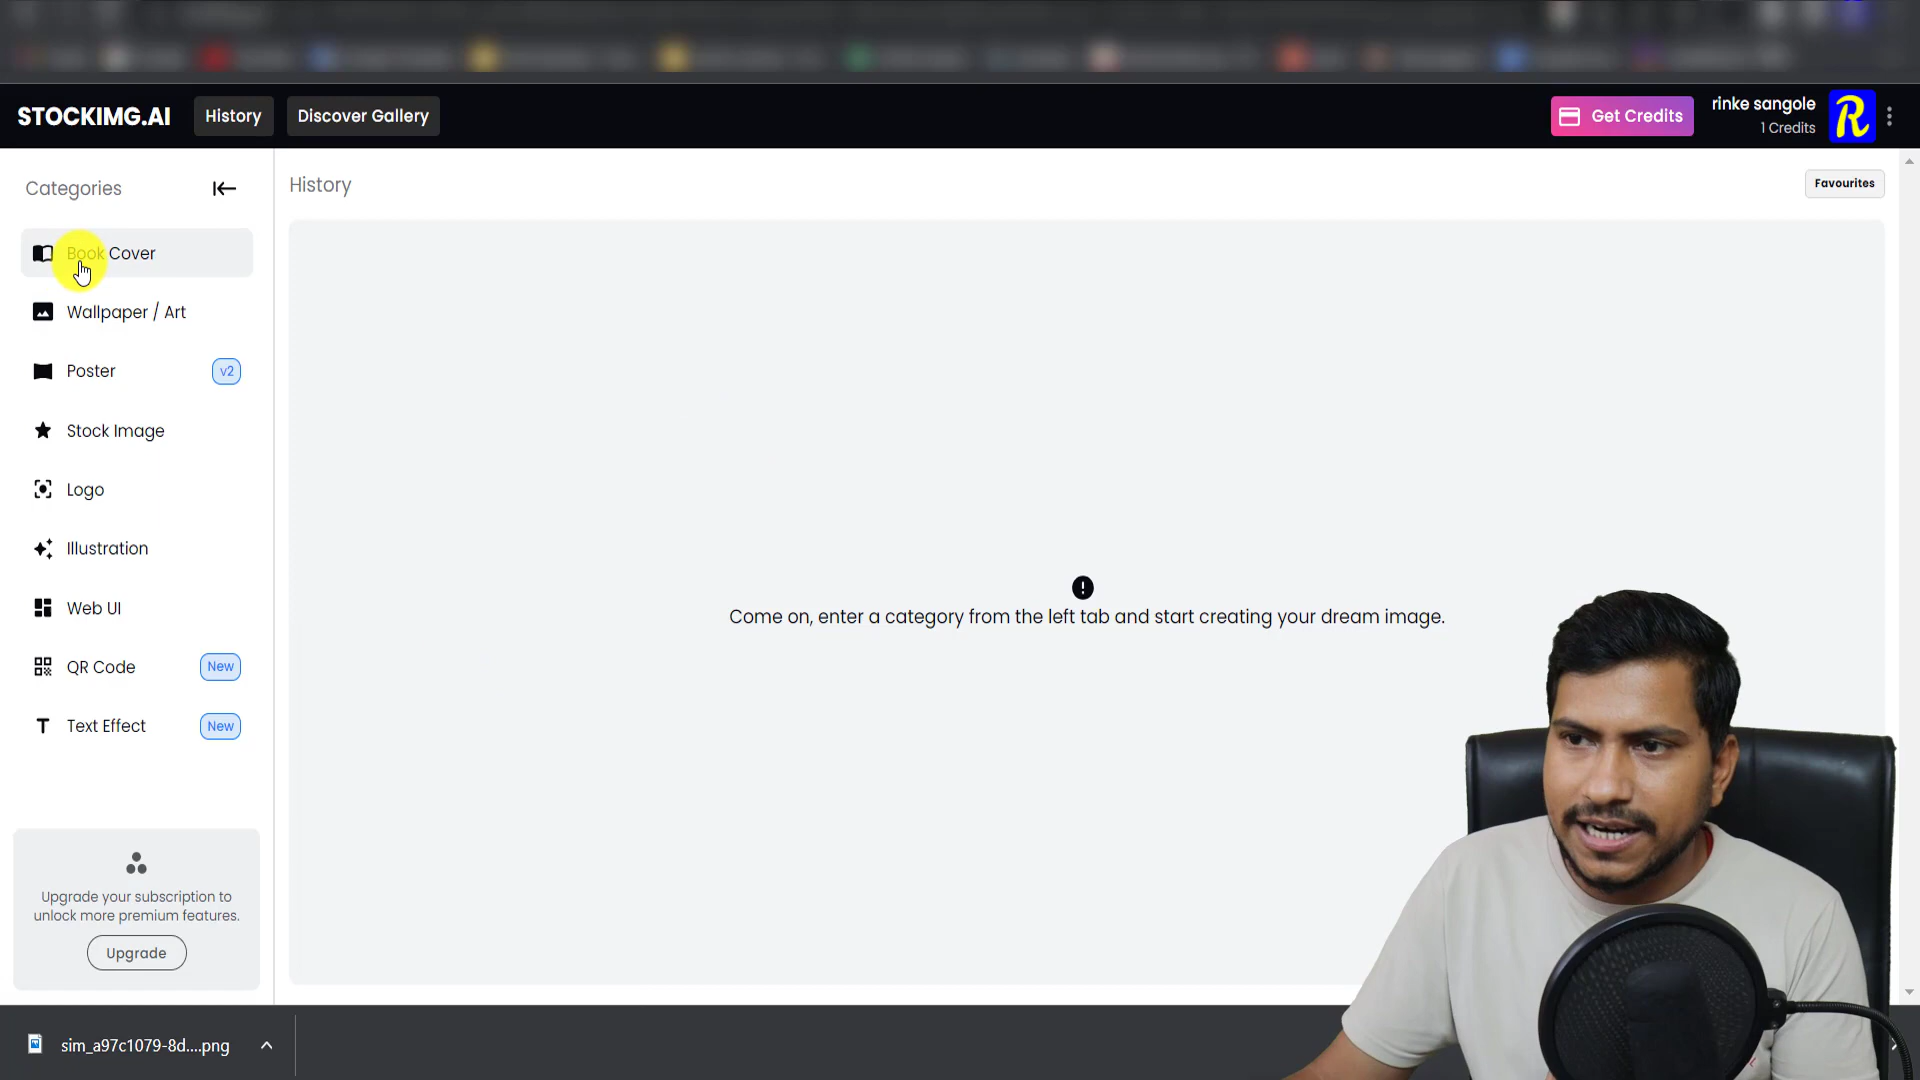 STOCKIMG.AI
History
Discover Gallery
Get Credits
rinke sangole
1 Credits
R
Categories
Book Cover
Wallpaper / Art
Poster
v2
Stock Image
Logo
Illustration
Web UI
QR Code
New
Text Effect
New
Upgrade your subscription to
unlock more premium features.
Upgrade
History
Favourites
Come on, enter a category from the left tab and start creating your dream image.
sim_a97c1079-8d....png